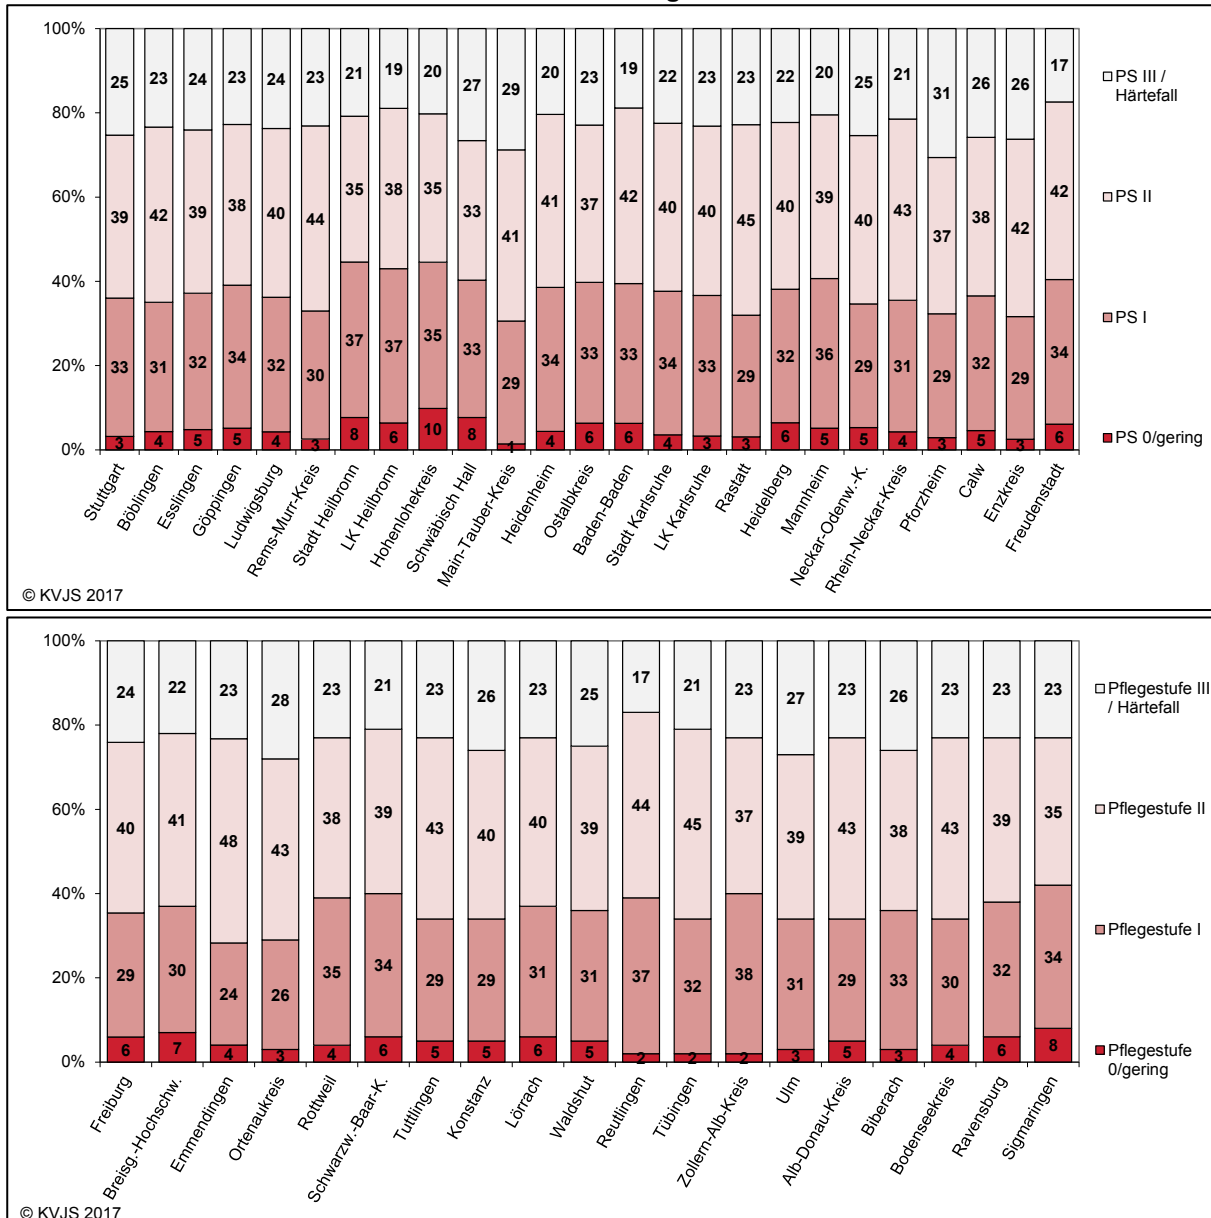 100%
80%
60%
40%
20%
0%
25 23 24 23 24 23 21 19 20 27 29 20 23 19 22 23 23 22 20 25 21 31 26 26 17
39 42 39 38 40 44 35 38 35 33 41 41 37 42 40 40 45 40 39 40 43 37 38 42 42
33 31 32 34 32 30 37 37 35 33 29 34 33 33 34 33 29 32 36 29 31 29 32 29 34
3 4 5 5 4 3 8 6 10 8 1 4 6 6 4 3 3 6 5 5 4 3 5 3 6
PS III /
Härtefall
PS II
PS I
PS 0/gering
Stuttgart
Böblingen
Esslingen
Göppingen
Ludwigsburg
Rems-Murr-Kreis
Stadt Heilbronn
LK Heilbronn
Hohenlohekreis
Schwäbisch Hall
Main-Tauber-Kreis
Heidenheim
Ostalbkreis
Baden-Baden
Stadt Karlsruhe
LK Karlsruhe
Rastatt
Heidelberg
Mannheim
Neckar-Odenw.-K.
Rhein-Neckar-Kreis
Pforzheim
Calw
Enzkreis
Freudenstadt
© KVJS 2017
100%
80%
60%
40%
20%
0%
24 22 23 28 23 21 23 26 23 25 17 21 23 27 23 26 23 23 23
40 41 48 43 38 39 43 40 40 39 44 45 37 39 43 38 43 39 35
29 30 24 26 35 34 29 29 31 31 37 32 38 31 29 33 30 32 34
6 7 4 3 4 6 5 5 6 5 2 2 2 3 5 3 4 6 8
Pflegestufe III
/ Härtefall
Pflegestufe II
Pflegestufe I
Pflegestufe
0/gering
Freiburg
Breisg.-Hochschw.
Emmendingen
Ortenaukreis
Rottweil
Schwarzw.-Baar-K.
Tuttlingen
Konstanz
Lörrach
Waldshut
Reutlingen
Tübingen
Zollern-Alb-Kreis
Ulm
Alb-Donau-Kreis
Biberach
Bodenseekreis
Ravensburg
Sigmaringen
© KVJS 2017